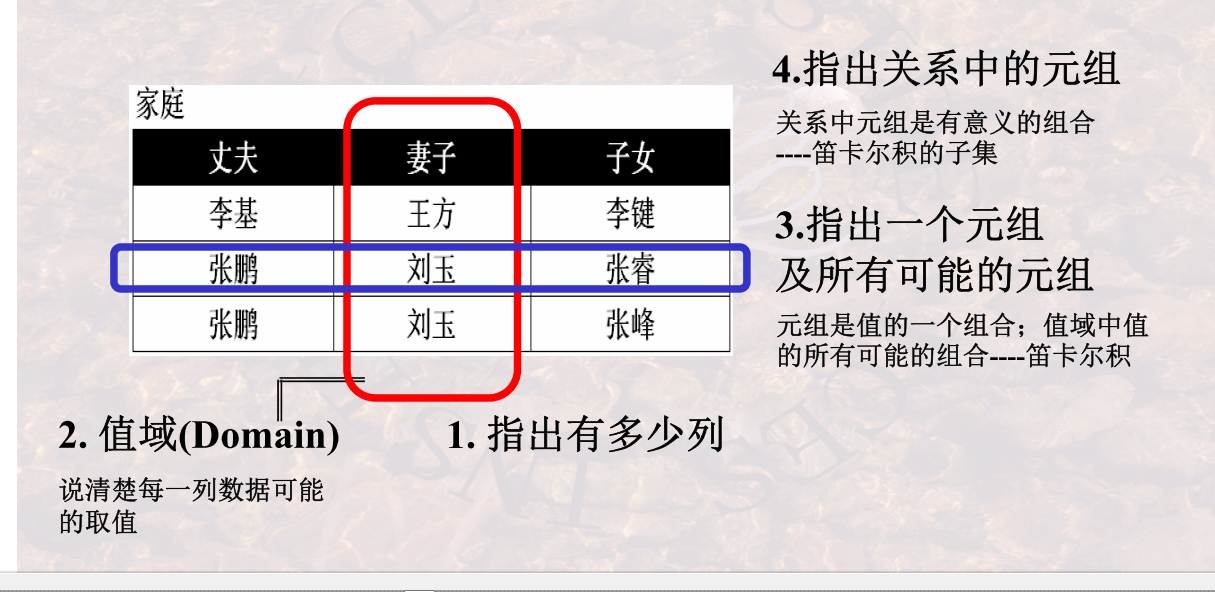 家庭
丈夫 妻子 子女
李基 王方 李键
张鹏 刘玉 张睿
张鹏 刘玉 张峰
4.指出关系中的元组
关系中元组是有意义的组合
----笛卡尔积的子集
3.指出一个元组
及所有可能的元组
元组是值的一个组合；值域中值
的所有可能的组合----笛卡尔积
2. 值域(Domain)
说清楚每一列数据可能
的取值
1. 指出有多少列